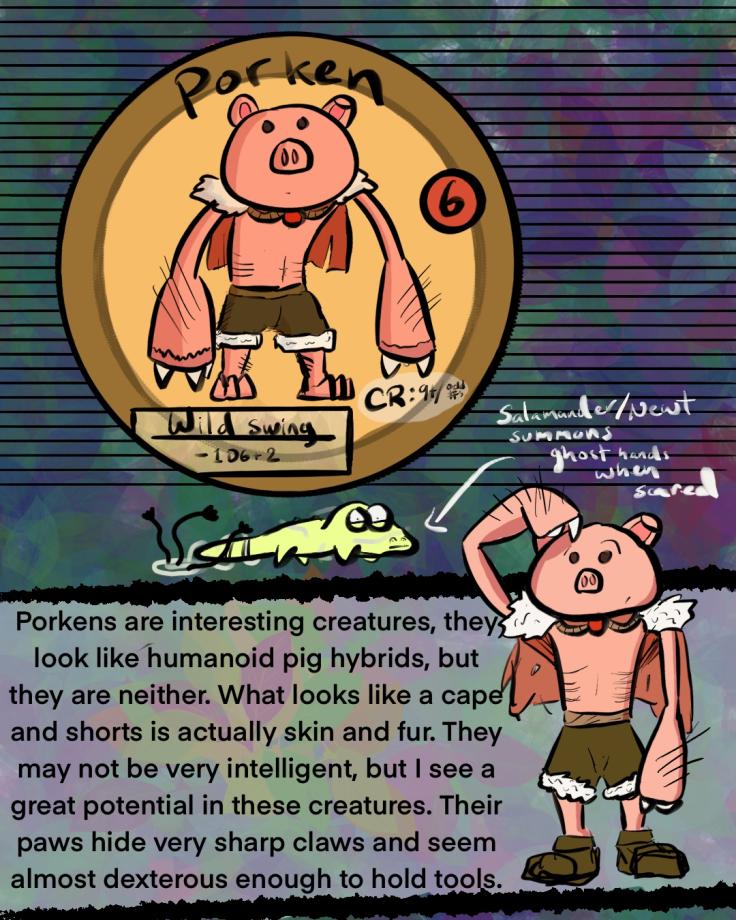 Porken
6
CR: 9+/odd
#'s
Wild swing
-1D6+2
Salamander/Newt
summons
ghost hands
when
scared
Porkens are interesting creatures, they
look like humanoid pig hybrids, but
they are neither. What looks like a cape
and shorts is actually skin and fur. They
may not be very intelligent, but I see a
great potential in these creatures. Their
paws hide very sharp claws and seem
almost dexterous enough to hold tools.